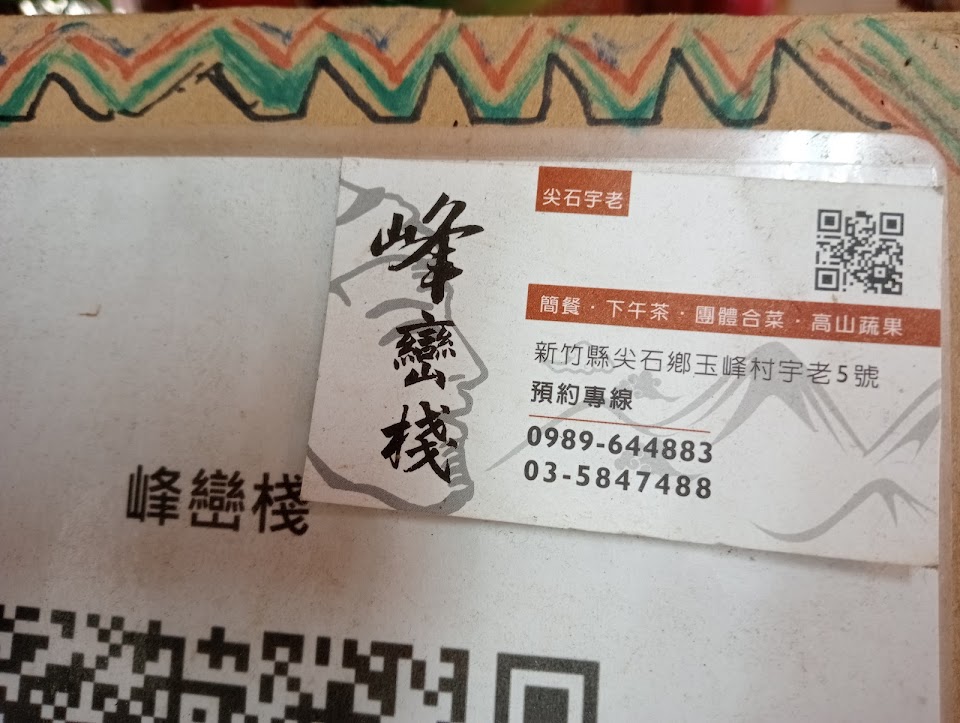 尖石宇老
峰巒棧
簡餐·下午茶·團體合菜·高山蔬果
新竹縣尖石鄉玉峰村宇老5號
預約專線
0989-644883
03-5847488
峰巒棧